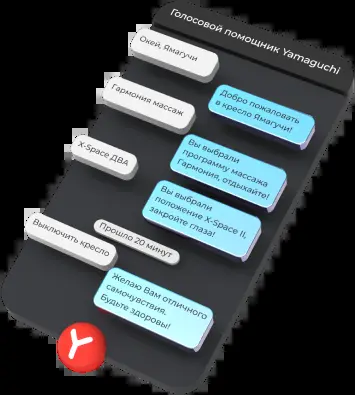 Голосовой помощник Yamaguchi
Окей, Ямагучи
Добро пожаловать
в кресло Ямагучи!
Гармония массаж
Вы выбрали
программу массажа
Гармония, отдыхайте!
X-Space ДВА
Вы выбрали
положение X-Space II,
закройте глаза!
Прошло 20 минут
Выключить кресло
Желаю Вам отличного
самочувствия.
Будьте здоровы!